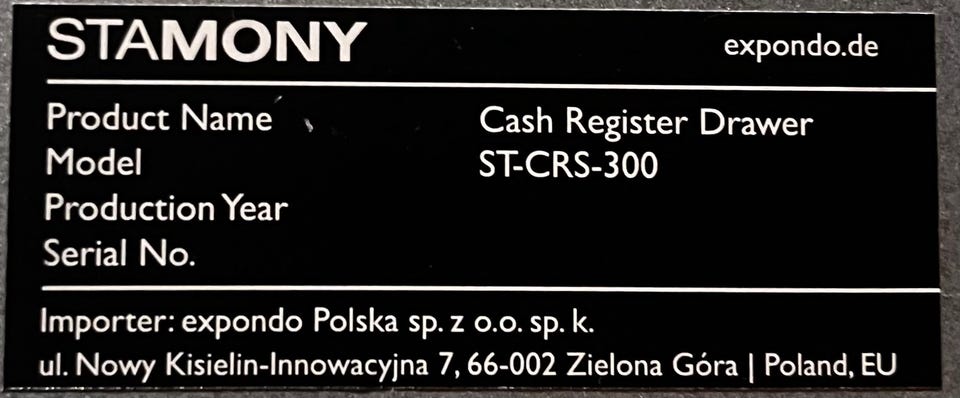 STAMONY expondo.de
Product Name Cash Register Drawer
Model ST-CRS-300
Production Year
Serial No.
Importer: expondo Polska sp. z o.o. sp. k.
ul. Nowy Kisielin-Innowacyjna 7, 66-002 Zielona Góra | Poland, EU